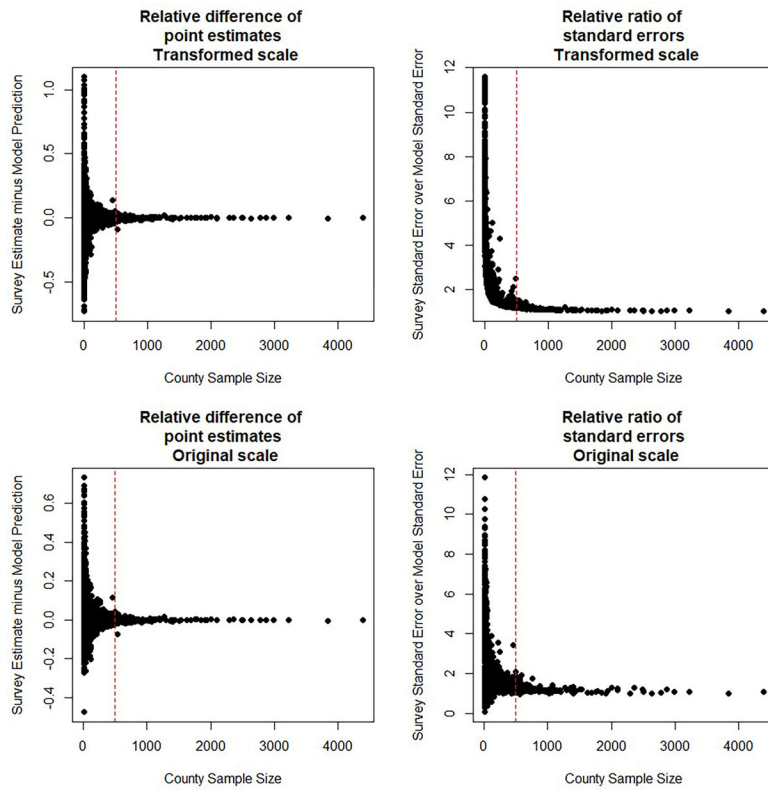 Relative difference of
point estimates
Transformed scale
Survey Estimate minus Model Prediction
1.0
0.5
0.0
-0.5
0 1000 2000 3000 4000
County Sample Size
Relative ratio of
standard errors
Transformed scale
Survey Standard Error over Model Standard Error
12
10
8
6
4
2
0 1000 2000 3000 4000
County Sample Size
Relative difference of
point estimates
Original scale
Survey Estimate minus Model Prediction
0.6
0.4
0.2
0.0
-0.2
-0.4
0 1000 2000 3000 4000
County Sample Size
Relative ratio of
standard errors
Original scale
Survey Standard Error over Model Standard Error
12
10
8
6
4
2
0
0 1000 2000 3000 4000
County Sample Size